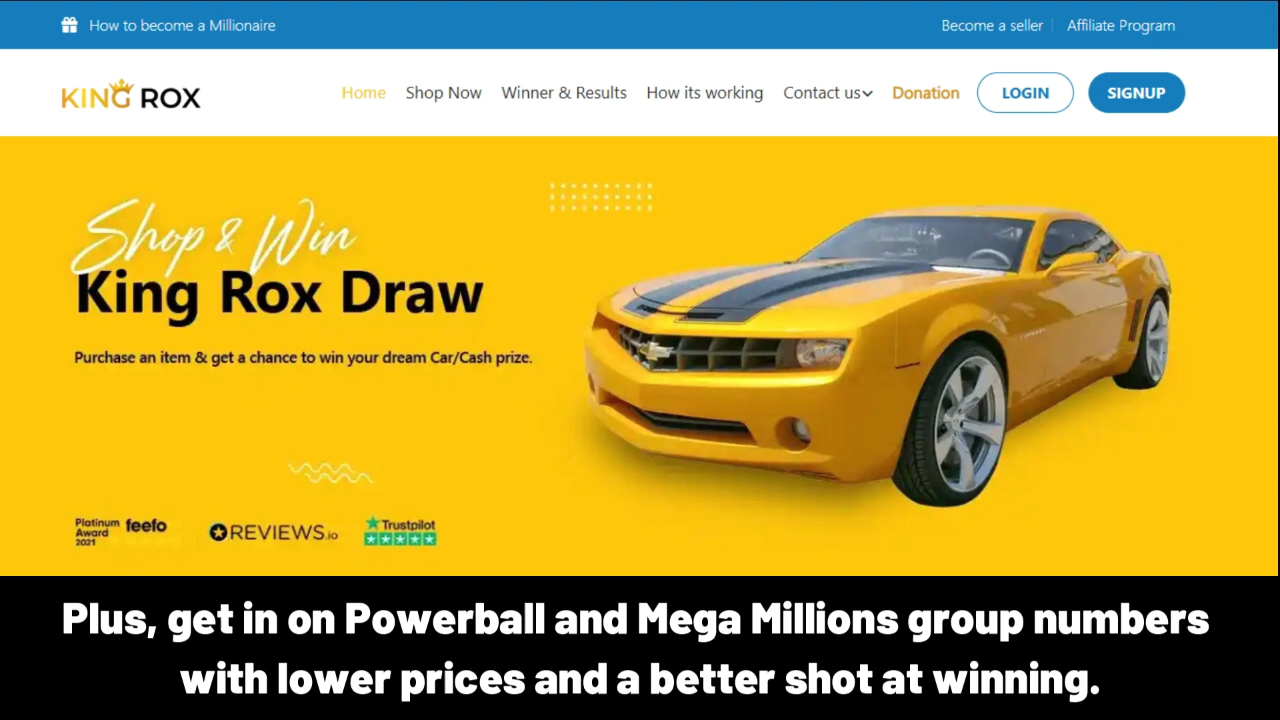 How to become a Millionaire
Become a seller
Affiliate Program
KING ROX
Home
Shop Now
Winner & Results
How its working
Contact us
Donation
LOGIN
SIGNUP
Shop & Win
King Rox Draw
Purchase an item & get a chance to win your dream Car/Cash prize.
Platinum
Award
2021
feefo
REVIEWS.io
Trustpilot
Plus, get in on Powerball and Mega Millions group numbers
with lower prices and a better shot at winning.